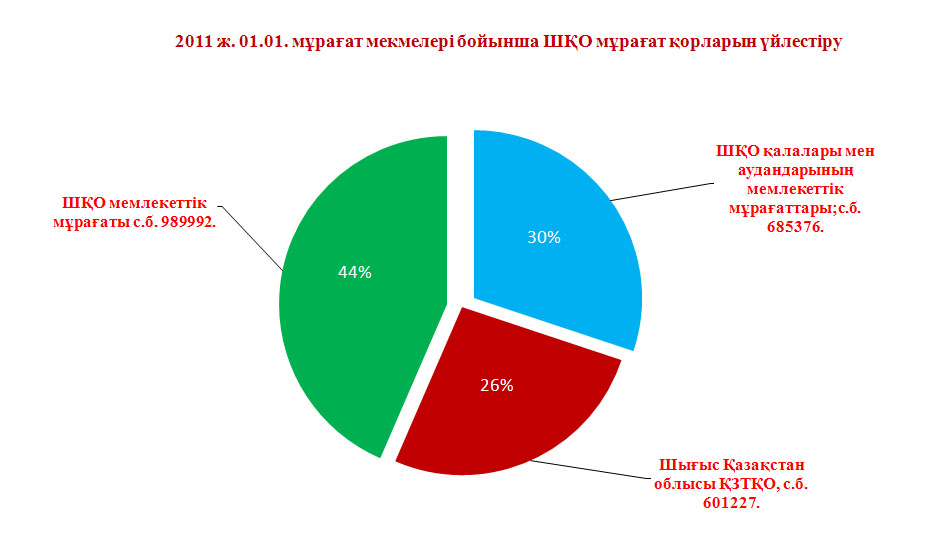 2011 ж. 01.01. мұрағат мекмелері бойынша ШҚО мұрағат қорларын үйлестіру
ШҚО қалалары мен
аудандарының
мемлекеттік
мұрағаттары;с.б.
685376.
ШҚО мемлекеттік
мұрағаты с.б. 989992.
30%
44%
26%
Шығыс Қазақстан
облысы ҚЗТҚО, с.б.
601227.